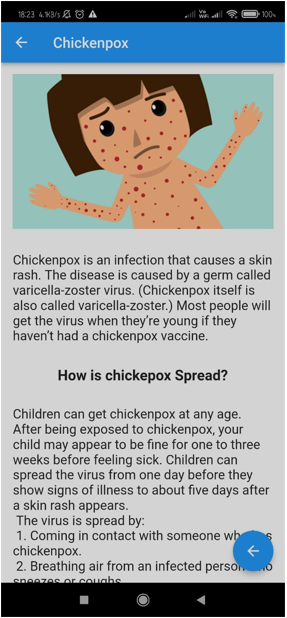 18:23 4.1KB/s Vo WiFi 100%
Chickenpox
Chickenpox is an infection that causes a skin
rash. The disease is caused by a germ called
varicella-zoster virus. (Chickenpox itself is
also called varicella-zoster.) Most people will
get the virus when they're young if they
haven't had a chickenpox vaccine.
How is chickepox Spread?
Children can get chickenpox at any age.
After being exposed to chickenpox, your
child may appear to be fine for one to three
weeks before feeling sick. Children can
spread the virus from one day before they
show signs of illness to about five days after
a skin rash appears.
The virus is spread by:
1. Coming in contact with someone
chickenpox.
2. Breathing air from an infected person
sneezes or coughs